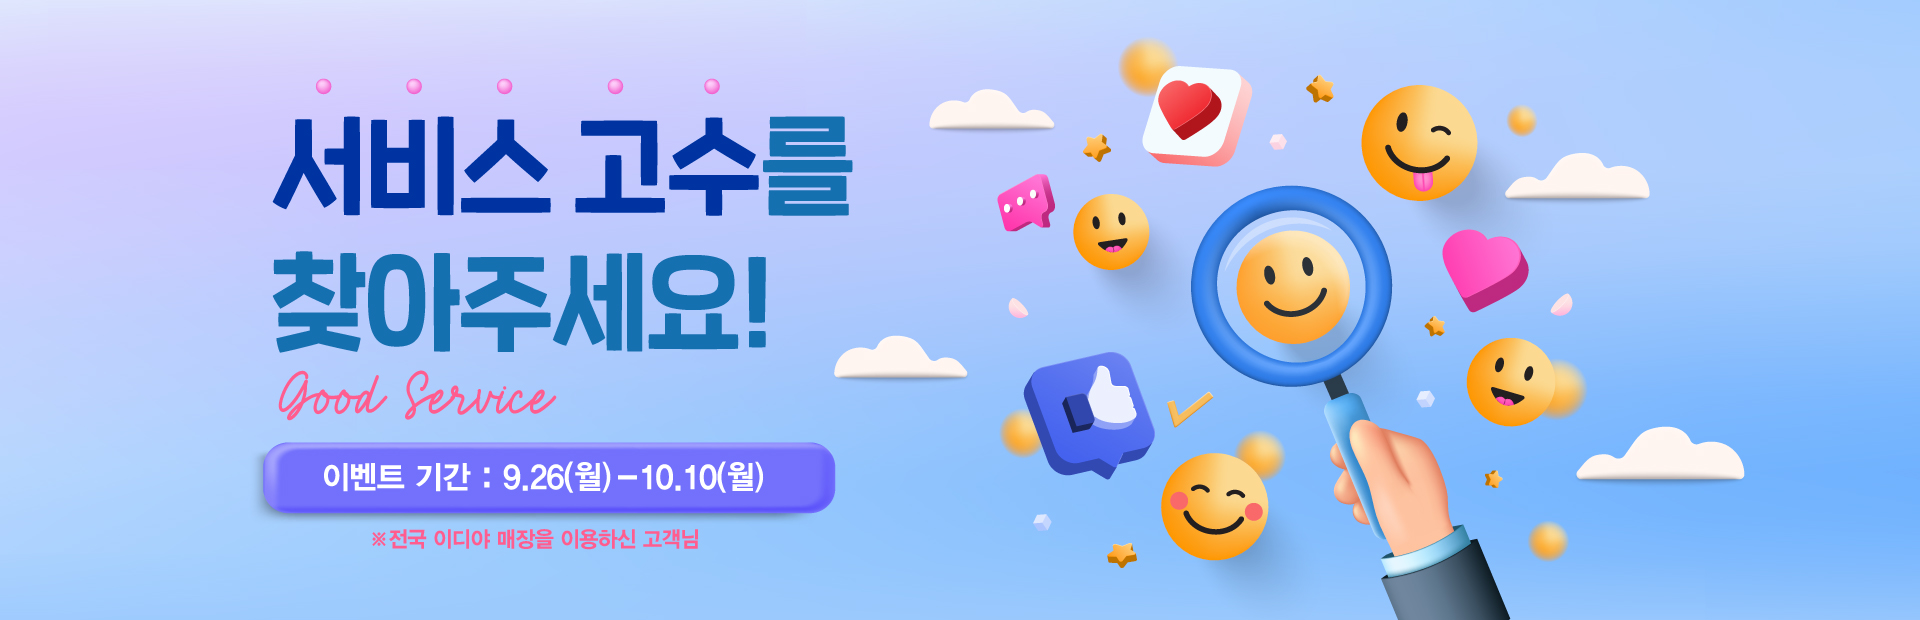 서비스 고수를
찾아주세요!
Good Service
이벤트 기간 : 9.26(월)-10.10(월)
※전국 이디야 매장을 이용하신 고객님